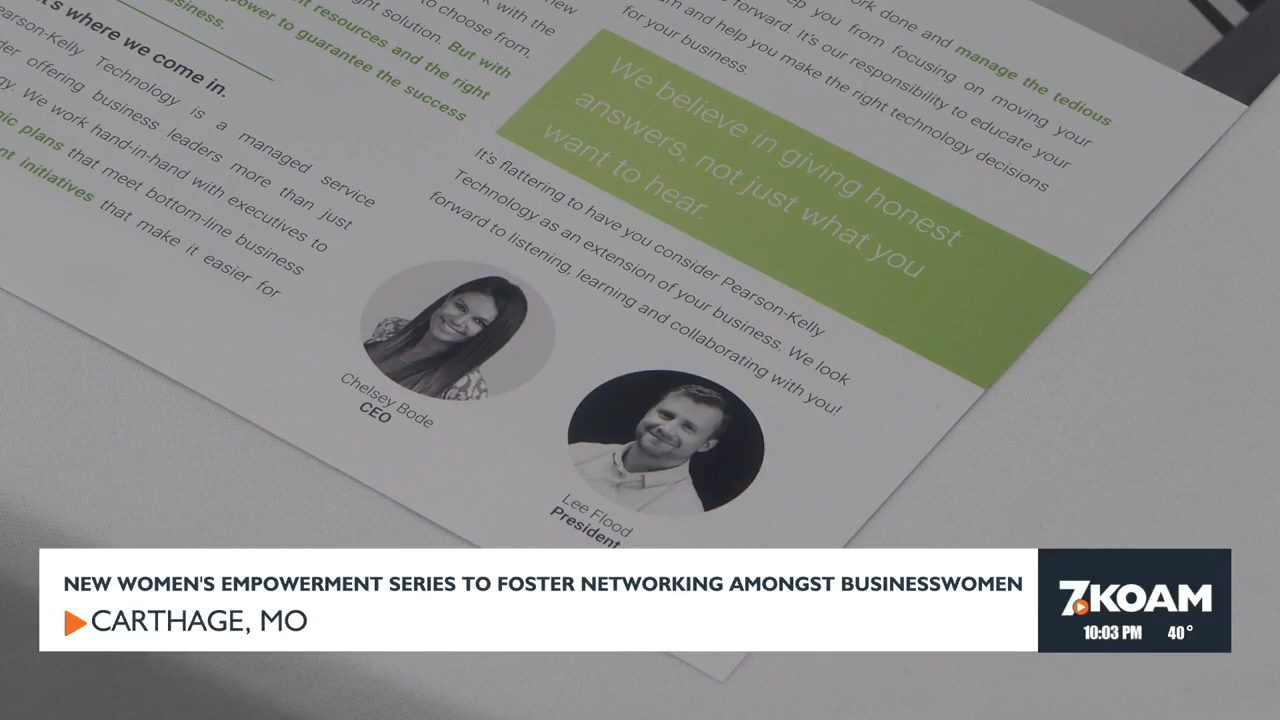 business.
power to guarantee the success
it resources and the right
right solution. But with
to choose from,
k with the
new
t's where we come in.
earson-Kelly Technology is a managed service
der offering business leaders more than just
gy. We work hand-in-hand with executives to
gic plans that meet bottom-line business
nt initiatives that make it easier for
ork done and manage the tedious
ep you from focusing on moving your
forward. It's our responsibility to educate your
m and help you make the right technology decisions
for your business.
We believe in giving honest
answers, not just what you
want to hear.
It's flattering to have you consider Pearson-Kelly
Technology as an extension of your business. We look
forward to listening, learning and collaborating with you!
Chelsey Bode
CEO
Lee Flood
President
NEW WOMEN'S EMPOWERMENT SERIES TO FOSTER NETWORKING AMONGST BUSINESSWOMEN
CARTHAGE, MO
7KOAM
10:03 PM 40°